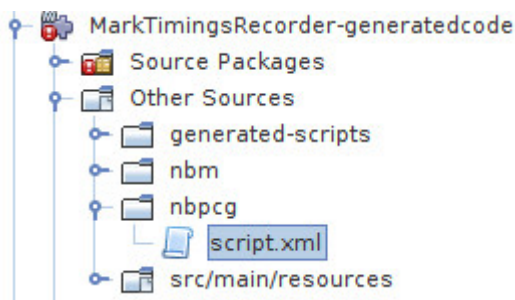 MarkTimingsRecorder-generatedcode
Source Packages
Other Sources
generated-scripts
nbm
nbpcg
script.xml
src/main/resources